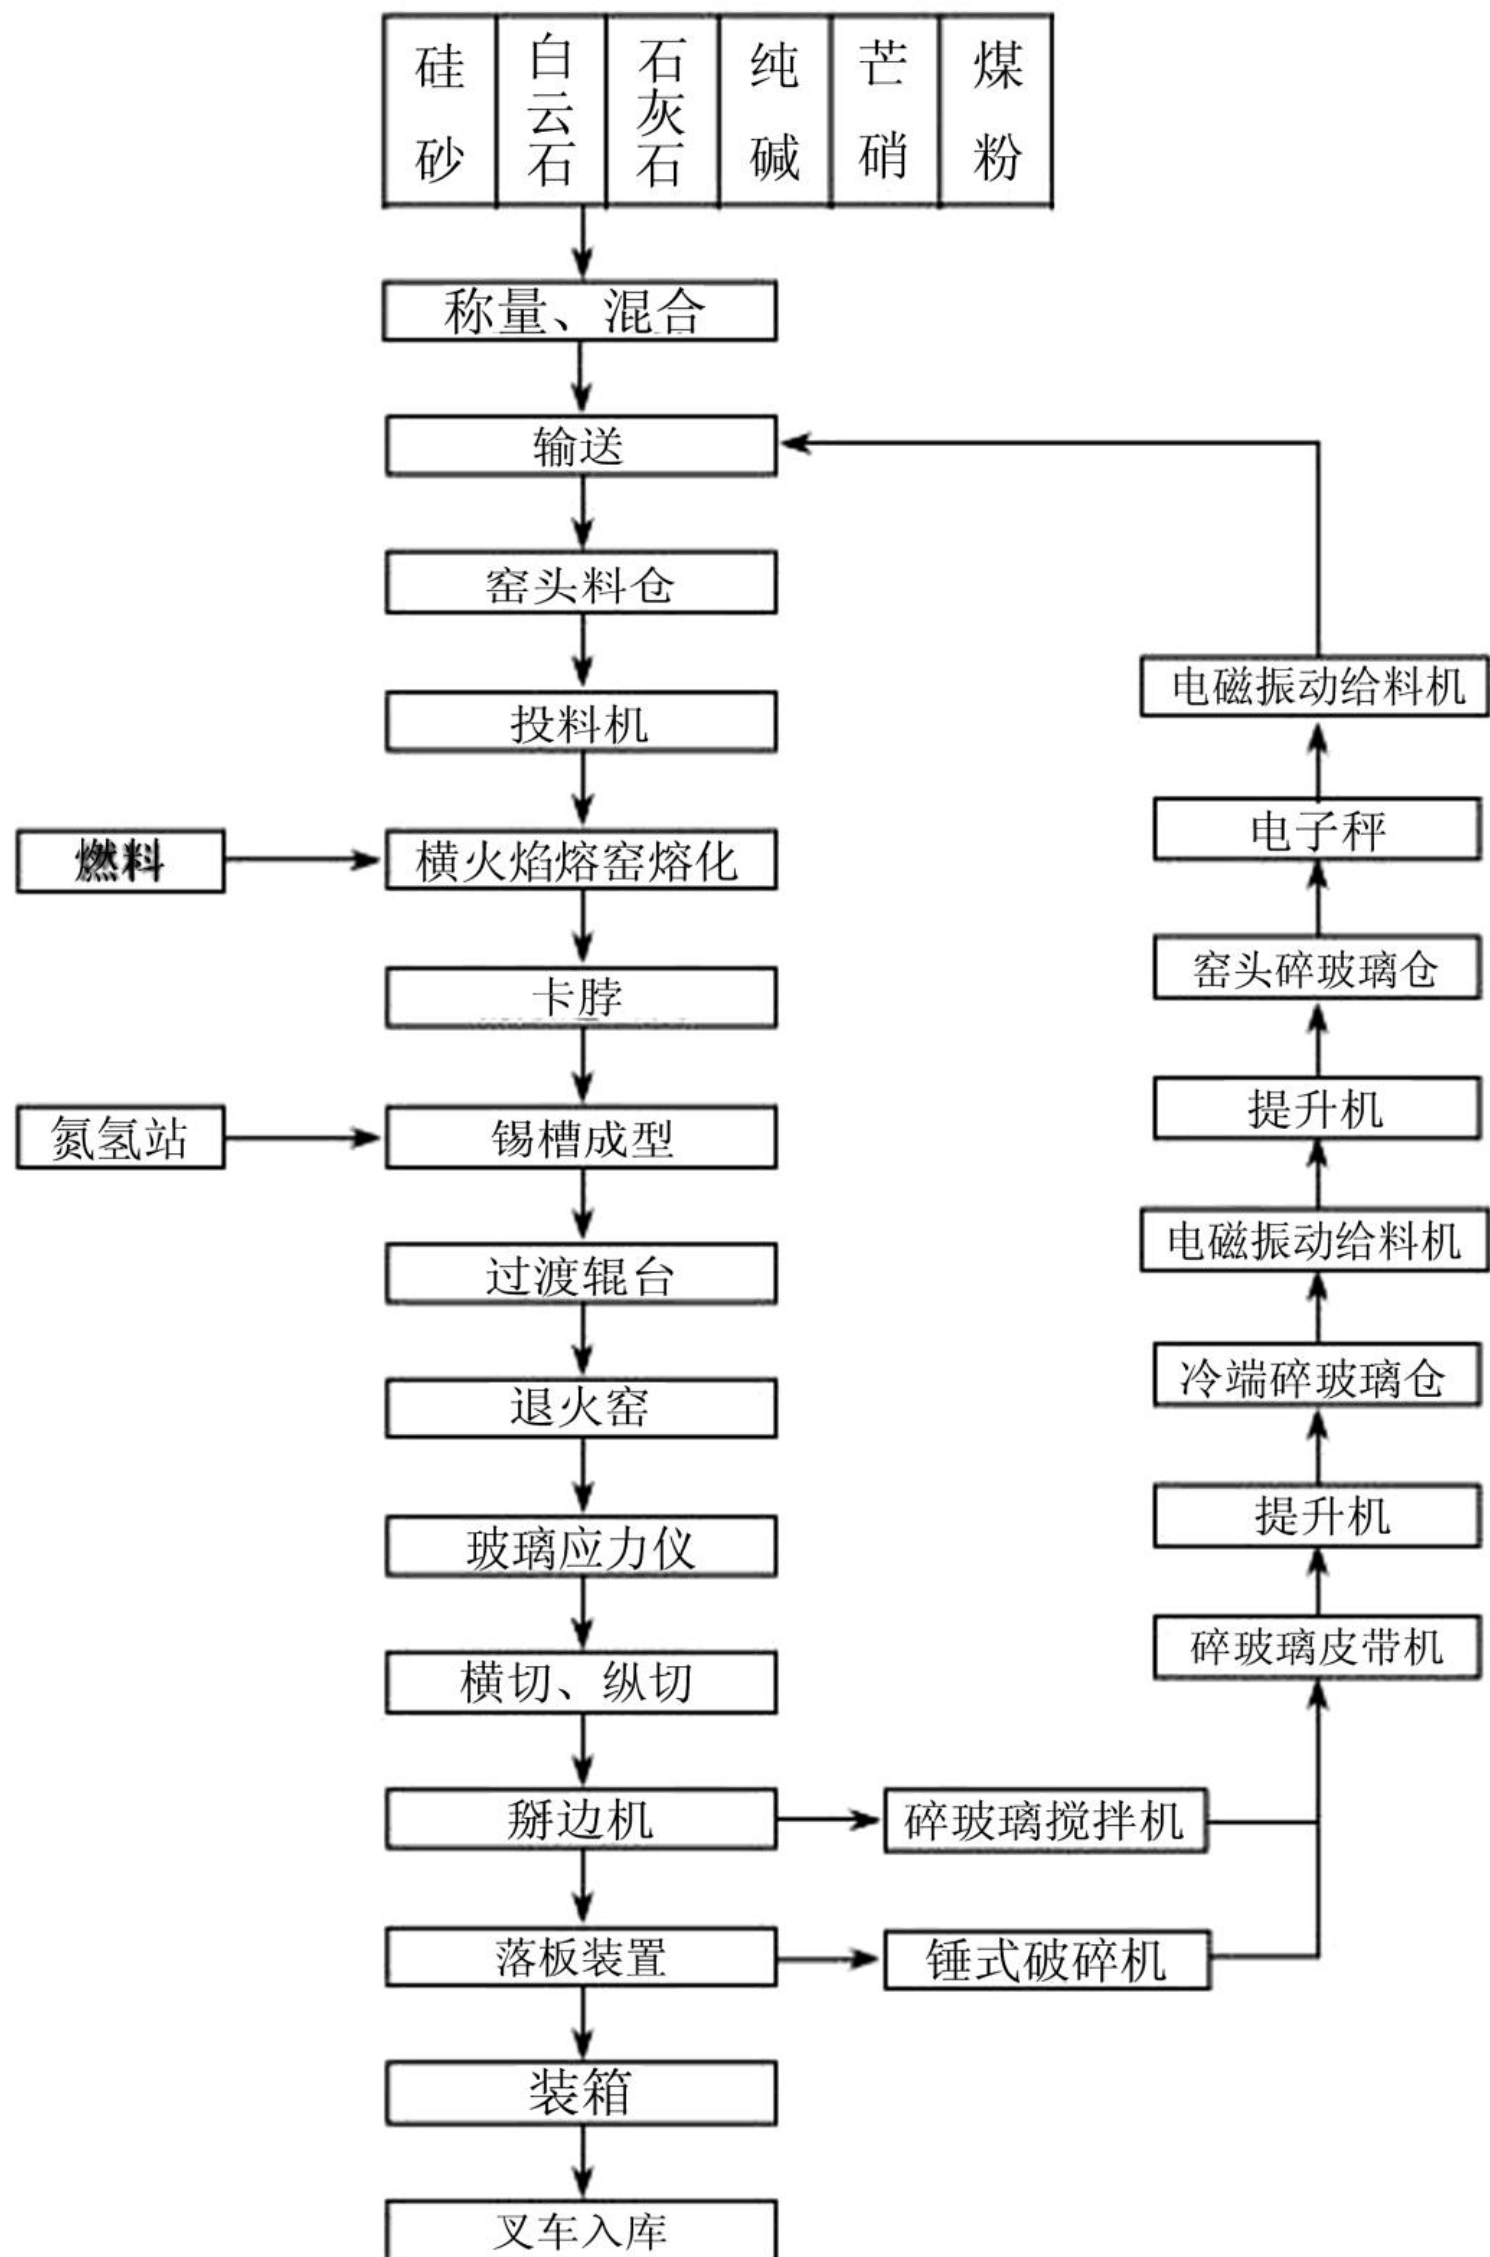 硅砂
白云石
石灰石
纯碱
芒硝
煤粉
称量、混合
输送
窑头料仓
投料机
燃料
横火焰熔窑熔化
卡脖
氮氢站
锡槽成型
过渡辊台
退火窑
玻璃应力仪
横切、纵切
掰边机
碎玻璃搅拌机
落板装置
锤式破碎机
装箱
叉车入库
电磁振动给料机
电子秤
窑头碎玻璃仓
提升机
电磁振动给料机
冷端碎玻璃仓
提升机
碎玻璃皮带机